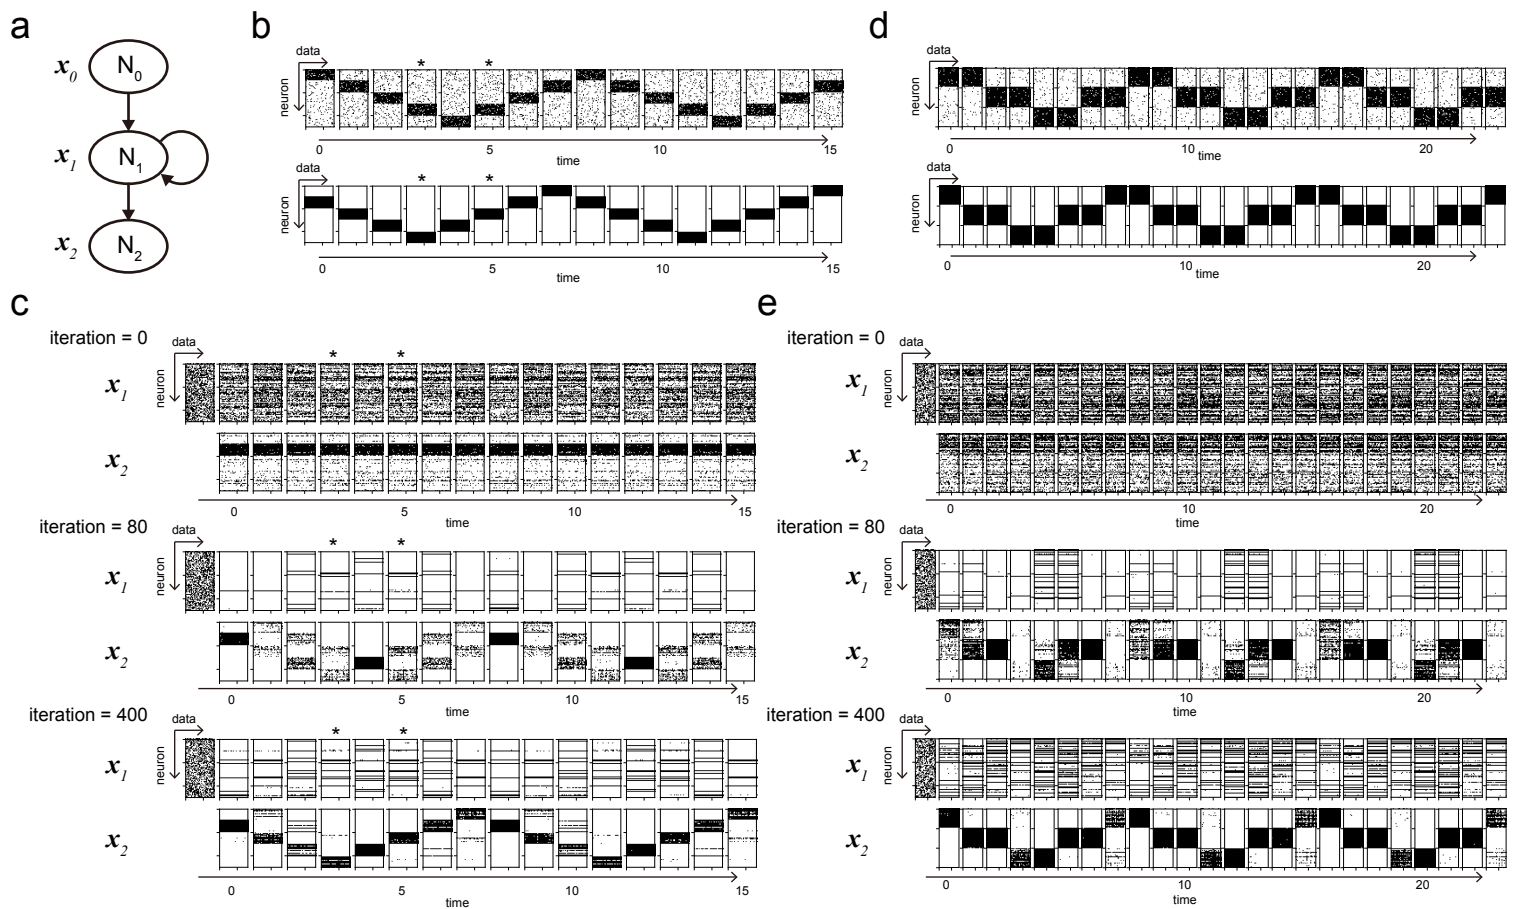 a
x0
N0
x1
N1
x2
N2
b
data
neuron
* *
0 5 10 15
time
data
neuron
* *
0 5 10 15
time
c
iteration = 0
data
neuron
* *
x1
x2
0 5 10 15
time
iteration = 80
data
neuron
* *
x1
x2
0 5 10 15
time
iteration = 400
data
neuron
* *
x1
x2
0 5 10 15
time
d
data
neuron
0 10 20
time
data
neuron
0 10 20
time
e
iteration = 0
data
neuron
x1
x2
0 10 20
time
iteration = 80
data
neuron
x1
x2
0 10 20
time
iteration = 400
data
neuron
x1
x2
0 10 20
time